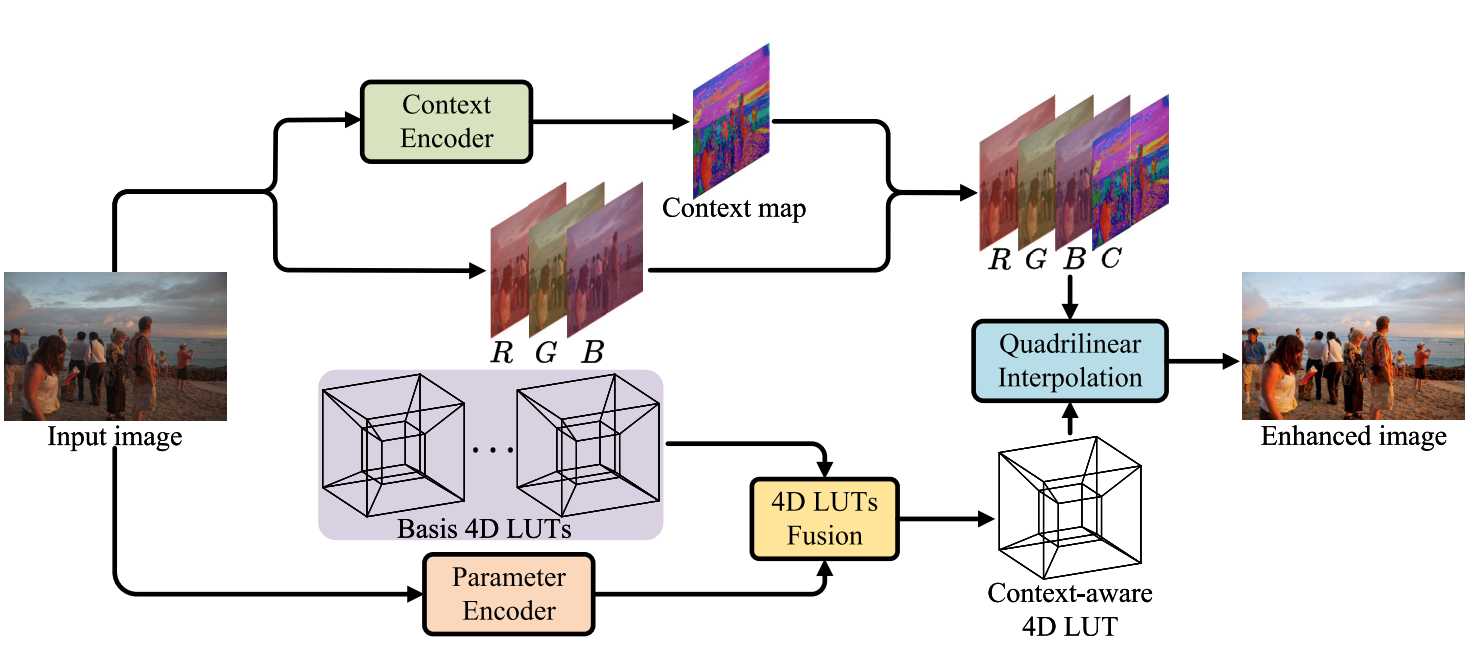 Context
Encoder
Context map
R G B
R G B C
Input image
Quadrilinear
Interpolation
Enhanced image
. . .
Basis 4D LUTs
4D LUTs
Fusion
Parameter
Encoder
Context-aware
4D LUT